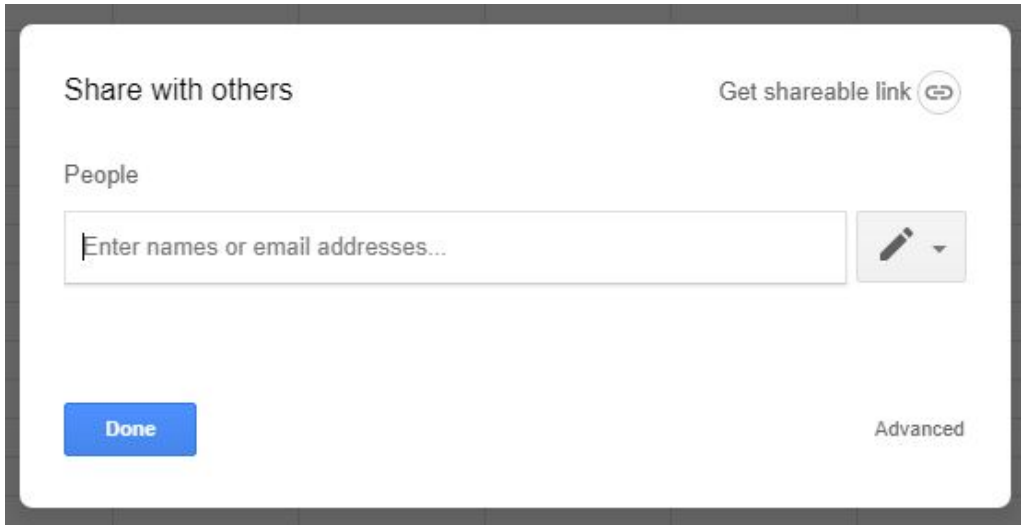 Share with others
Get shareable link
People
Enter names or email addresses...
Done
Advanced